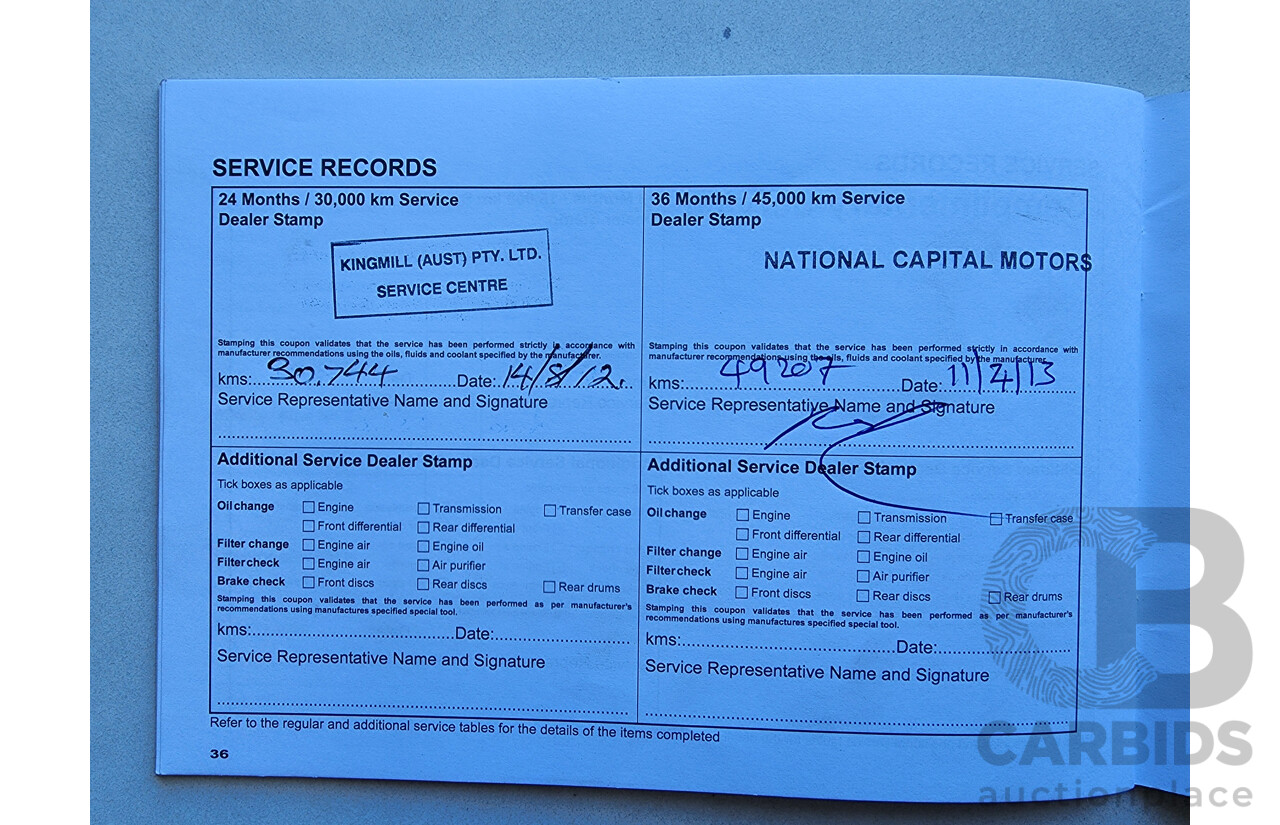 SERVICE RECORDS
24 Months / 30,000 km Service
Dealer Stamp
KINGMILL (AUST) PTY. LTD.
SERVICE CENTRE
Stamping this coupon validates that the service has been performed strictly in accordance with
manufacturer recommendations using the oils, fluids and coolant specified by the manufacturer.
kms: 30,744 Date: 14/8/12.
Service Representative Name and Signature
Additional Service Dealer Stamp
Tick boxes as applicable
Oil change Engine Transmission Transfer case
Front differential Rear differential
Filter change Engine air Engine oil
Filter check Engine air Air purifier
Brake check Front discs Rear discs Rear drums
Stamping this coupon validates that the service has been performed as per manufacturer's
recommendations using manufactures specified special tool.
kms: Date:
Service Representative Name and Signature
36 Months / 45,000 km Service
Dealer Stamp
NATIONAL CAPITAL MOTORS
Stamping this coupon validates that the service has been performed strictly in accordance with
manufacturer recommendations using the oils, fluids and coolant specified by the manufacturer.
kms: 49207 Date: 11/4/13
Service Representative Name and Signature
Additional Service Dealer Stamp
Tick boxes as applicable
Oil change Engine Transmission Transfer case
Front differential Rear differential
Filter change Engine air Engine oil
Filter check Engine air Air purifier
Brake check Front discs Rear discs Rear drums
Stamping this coupon validates that the service has been performed as per manufacturer's
recommendations using manufactures specified special tool.
kms: Date:
Service Representative Name and Signature
Refer to the regular and additional service tables for the details of the items completed
36
CB
CARBIDS
auctionplace